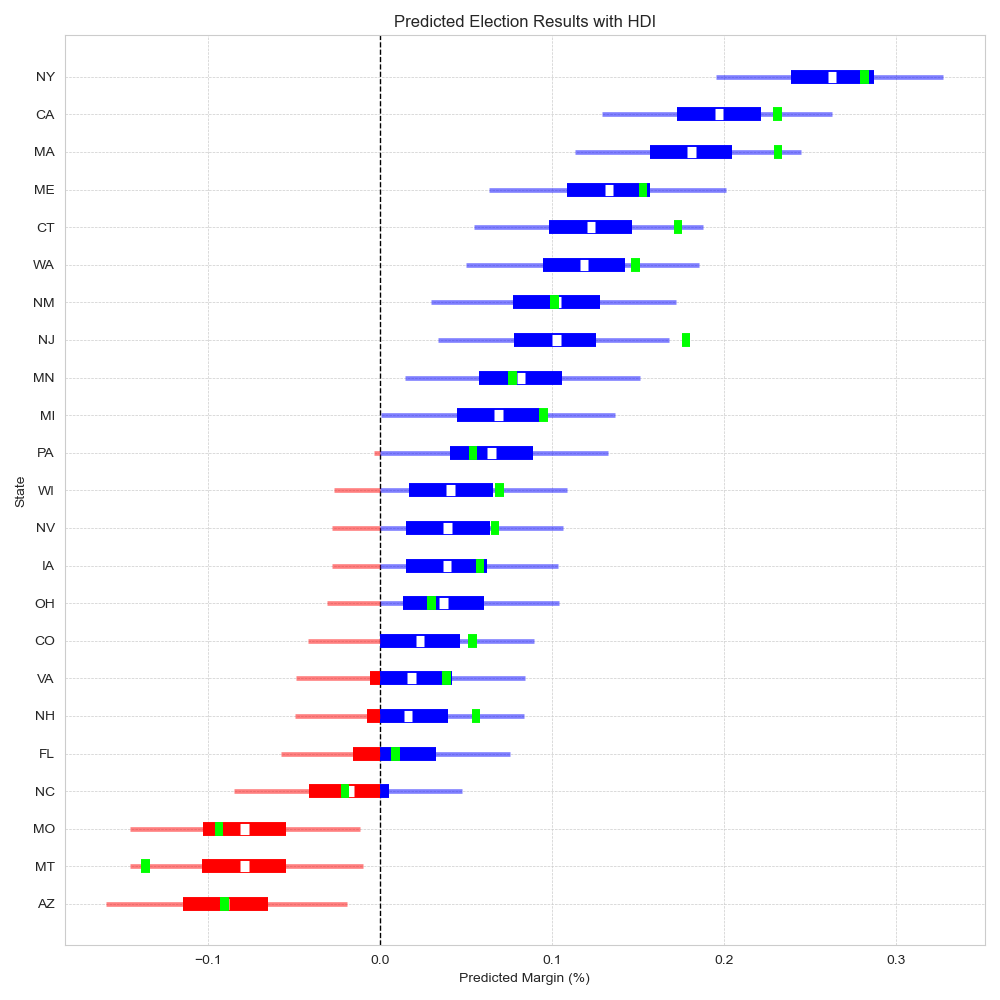 Predicted Election Results with HDI
NY
CA
MA
ME
CT
WA
NM
NJ
MN
MI
PA
WI
NV
IA
OH
CO
VA
NH
FL
NC
MO
MT
AZ
State
−0.1
0.0
0.1
0.2
0.3
Predicted Margin (%)